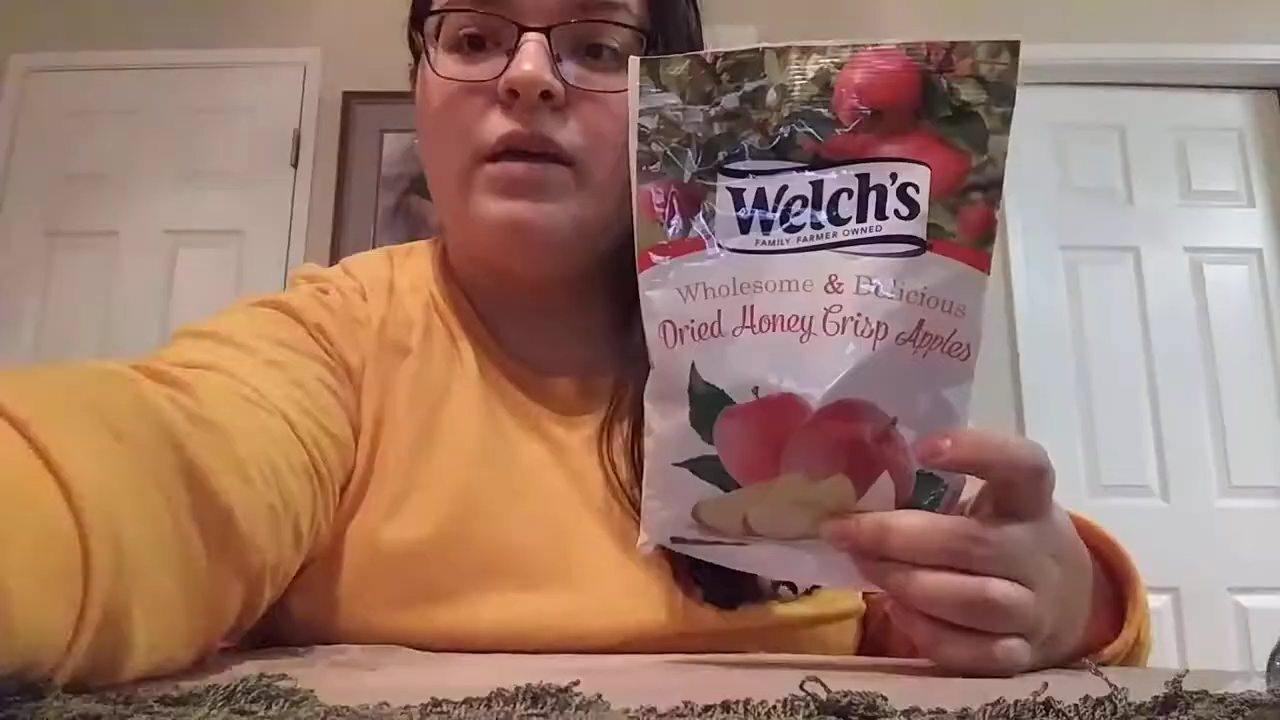 Welch's
FAMILY FARMER OWNED
Wholesome & Delicious
Dried Honey Crisp Apples